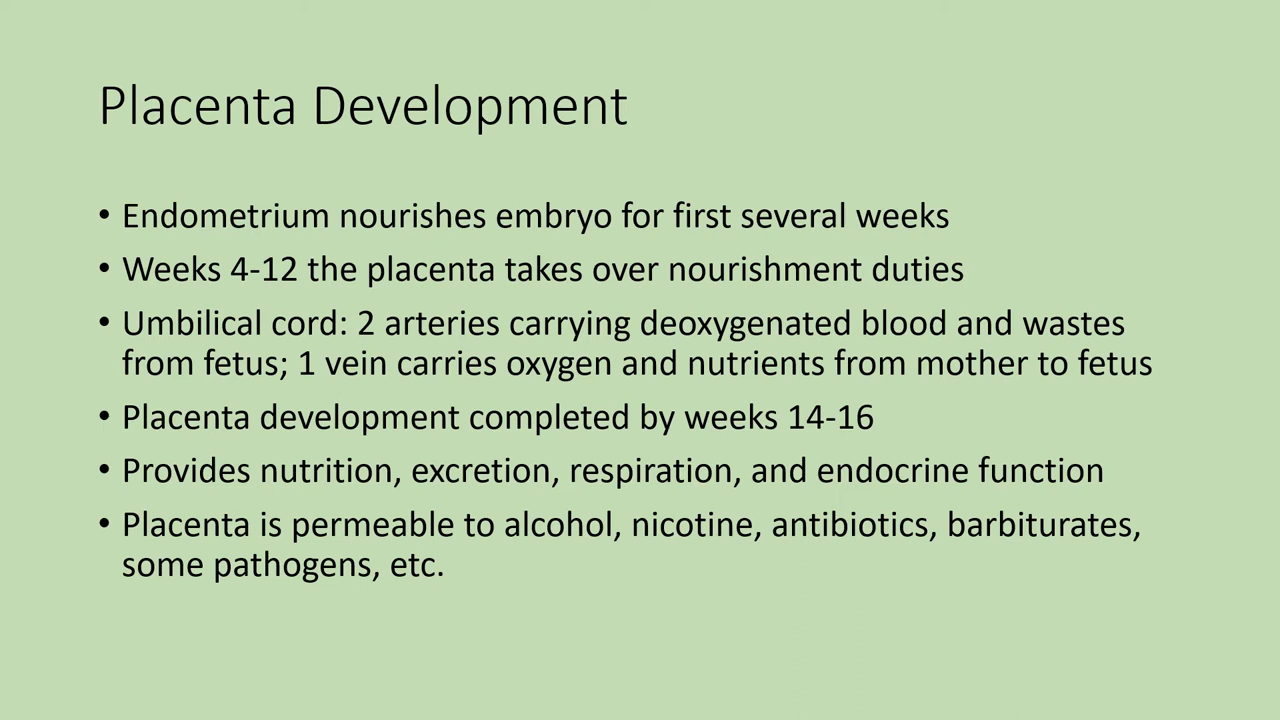 Placenta Development
• Endometrium nourishes embryo for first several weeks
• Weeks 4-12 the placenta takes over nourishment duties
• Umbilical cord: 2 arteries carrying deoxygenated blood and wastes
from fetus; 1 vein carries oxygen and nutrients from mother to fetus
• Placenta development completed by weeks 14-16
• Provides nutrition, excretion, respiration, and endocrine function
• Placenta is permeable to alcohol, nicotine, antibiotics, barbiturates,
some pathogens, etc.